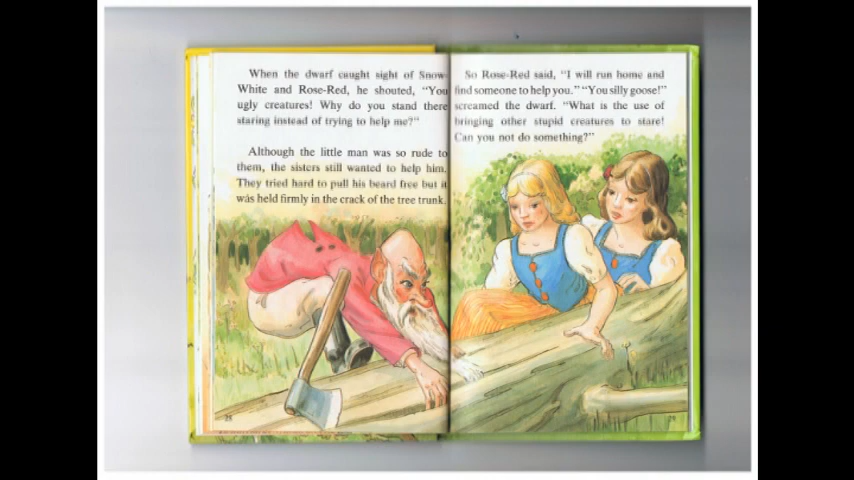 When the dwarf caught sight of Snow-
White and Rose-Red, he shouted, "You
ugly creatures! Why do you stand there
staring instead of trying to help me?"
Although the little man was so rude to
them, the sisters still wanted to help him.
They tried hard to pull his beard free but it
was held firmly in the crack of the tree trunk.
So Rose-Red said, "I will run home and
find someone to help you." "You silly goose!"
screamed the dwarf. "What is the use of
bringing other stupid creatures to stare!
Can you not do something?"